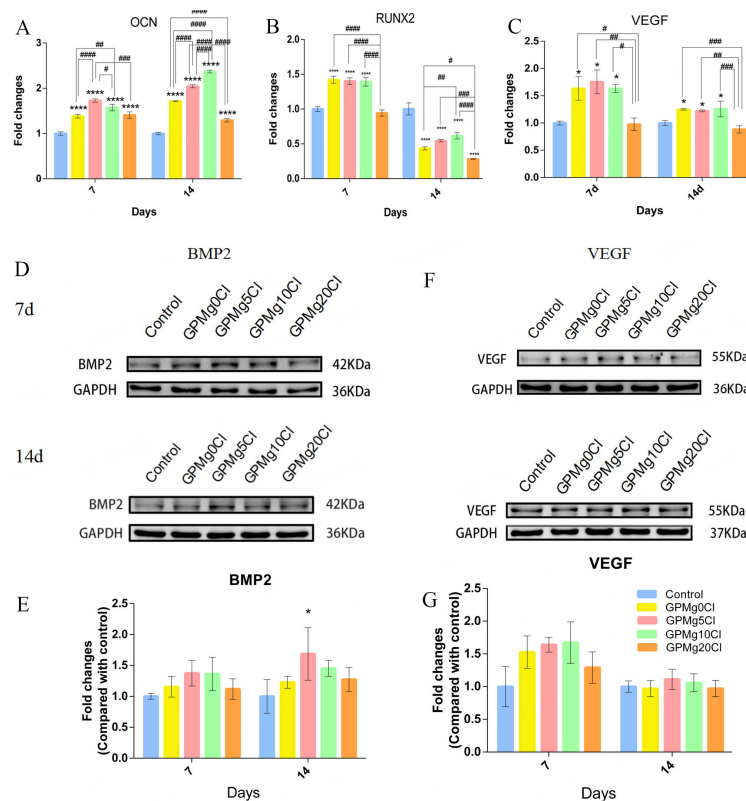 A
OCN
Fold changes
3
2
1
0
####
####
####
####
####
####
####
##
####
###
#
****
****
****
****
****
****
****
****
7
14
Days
B
RUNX2
Fold changes
2.0
1.5
1.0
0.5
0.0
####
####
####
#
##
###
####
****
****
****
****
****
****
****
7
14
Days
C
VEGF
Fold changes
2.5
2.0
1.5
1.0
0.5
0.0
#
##
#
###
##
###
*
*
*
*
*
*
7d
14d
Days
D
BMP2
7d
Control
GPMg0Cl
GPMg5Cl
GPMg10Cl
GPMg20Cl
BMP2
42KDa
GAPDH
36KDa
14d
Control
GPMg0Cl
GPMg5Cl
GPMg10Cl
GPMg20Cl
BMP2
42KDa
GAPDH
36KDa
VEGF
F
Control
GPMg0Cl
GPMg5Cl
GPMg10Cl
GPMg20Cl
VEGF
55KDa
GAPDH
36KDa
Control
GPMg0Cl
GPMg5Cl
GPMg10Cl
GPMg20Cl
VEGF
55KDa
GAPDH
37KDa
E
BMP2
Fold changes
(Compared with control)
2.5
2.0
1.5
1.0
0.5
0.0
*
7
14
Days
G
VEGF
Fold changes
(Compared with control)
2.5
2.0
1.5
1.0
0.5
0.0
Control
GPMg0Cl
GPMg5Cl
GPMg10Cl
GPMg20Cl
7
14
Days